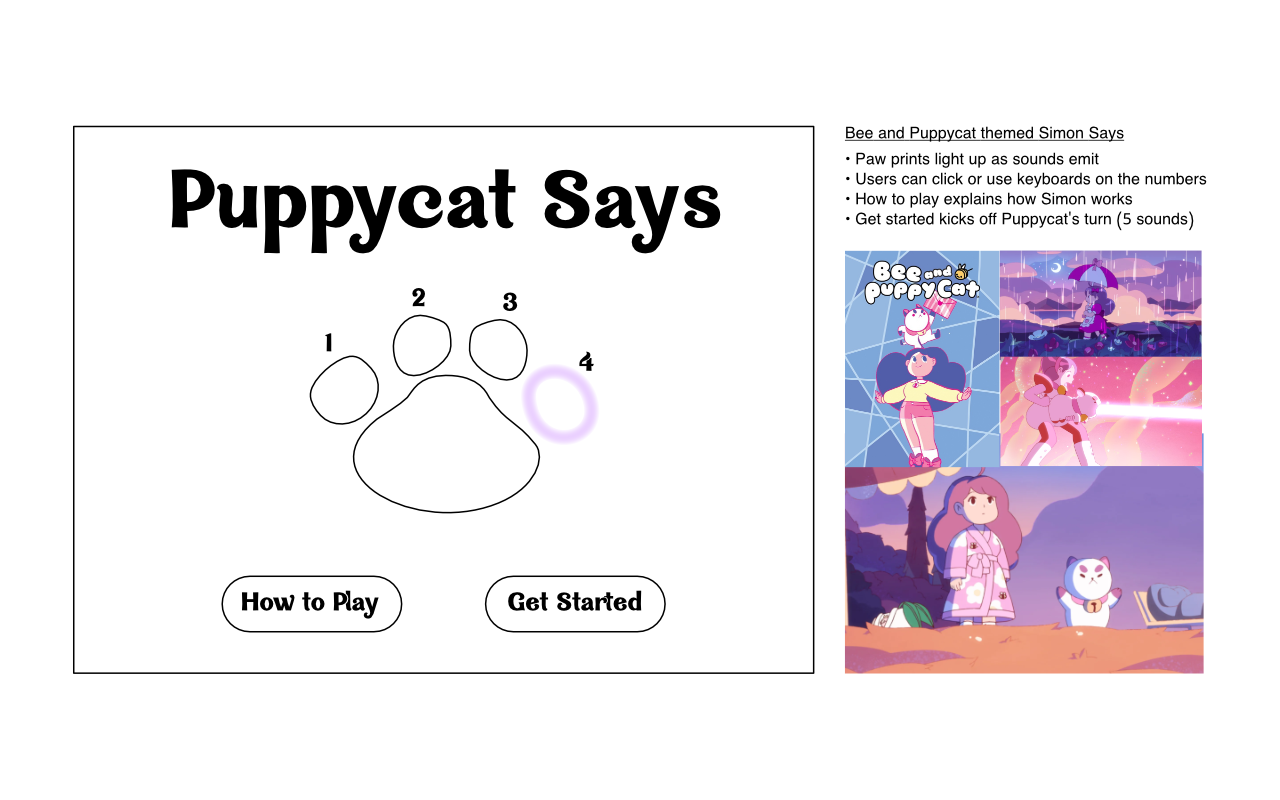 Puppycat Says
1
2
3
4
How to Play
Get Started
Bee and Puppycat themed Simon Says
• Paw prints light up as sounds emit
• Users can click or use keyboards on the numbers
• How to play explains how Simon works
• Get started kicks off Puppycat's turn (5 sounds)
Bee and
PuppyCat